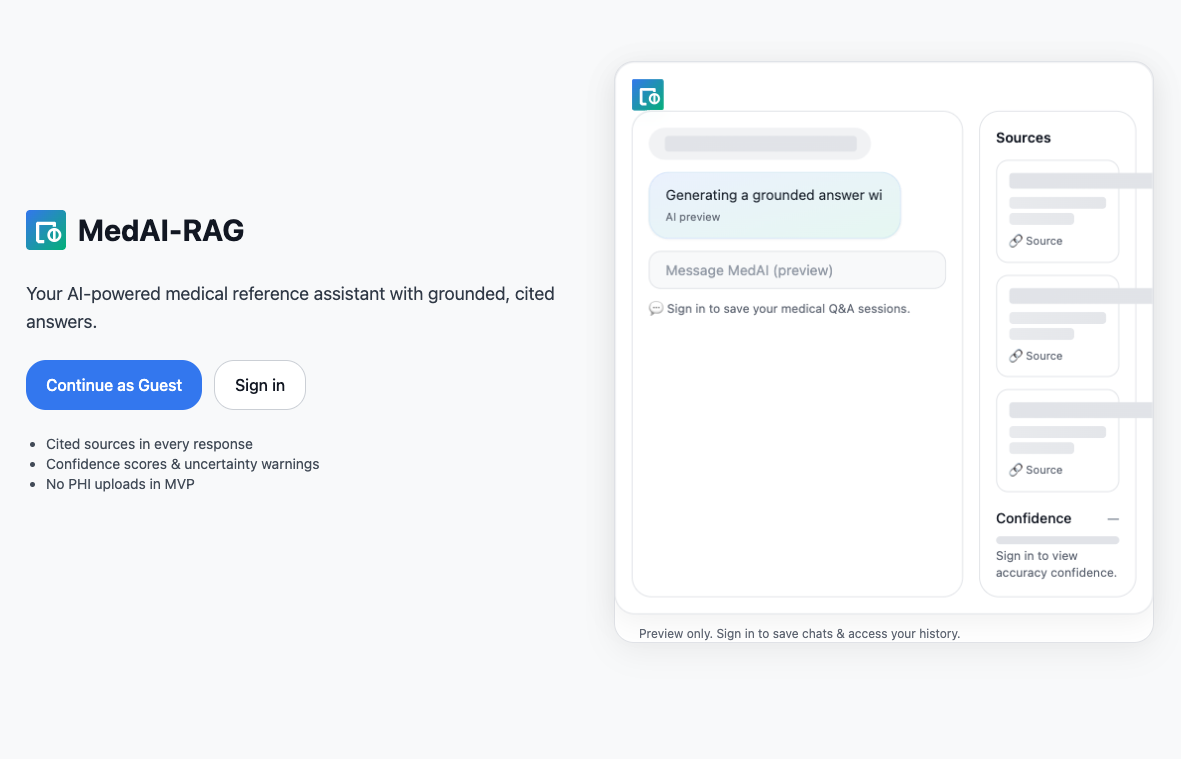 MedAI-RAG
Your AI-powered medical reference assistant with grounded, cited
answers.
Continue as Guest
Sign in
Cited sources in every response
Confidence scores & uncertainty warnings
No PHI uploads in MVP
Generating a grounded answer wi
AI preview
Message MedAI (preview)
Sign in to save your medical Q&A sessions.
Sources
Source
Source
Source
Confidence —
Sign in to view
accuracy confidence.
Preview only. Sign in to save chats & access your history.